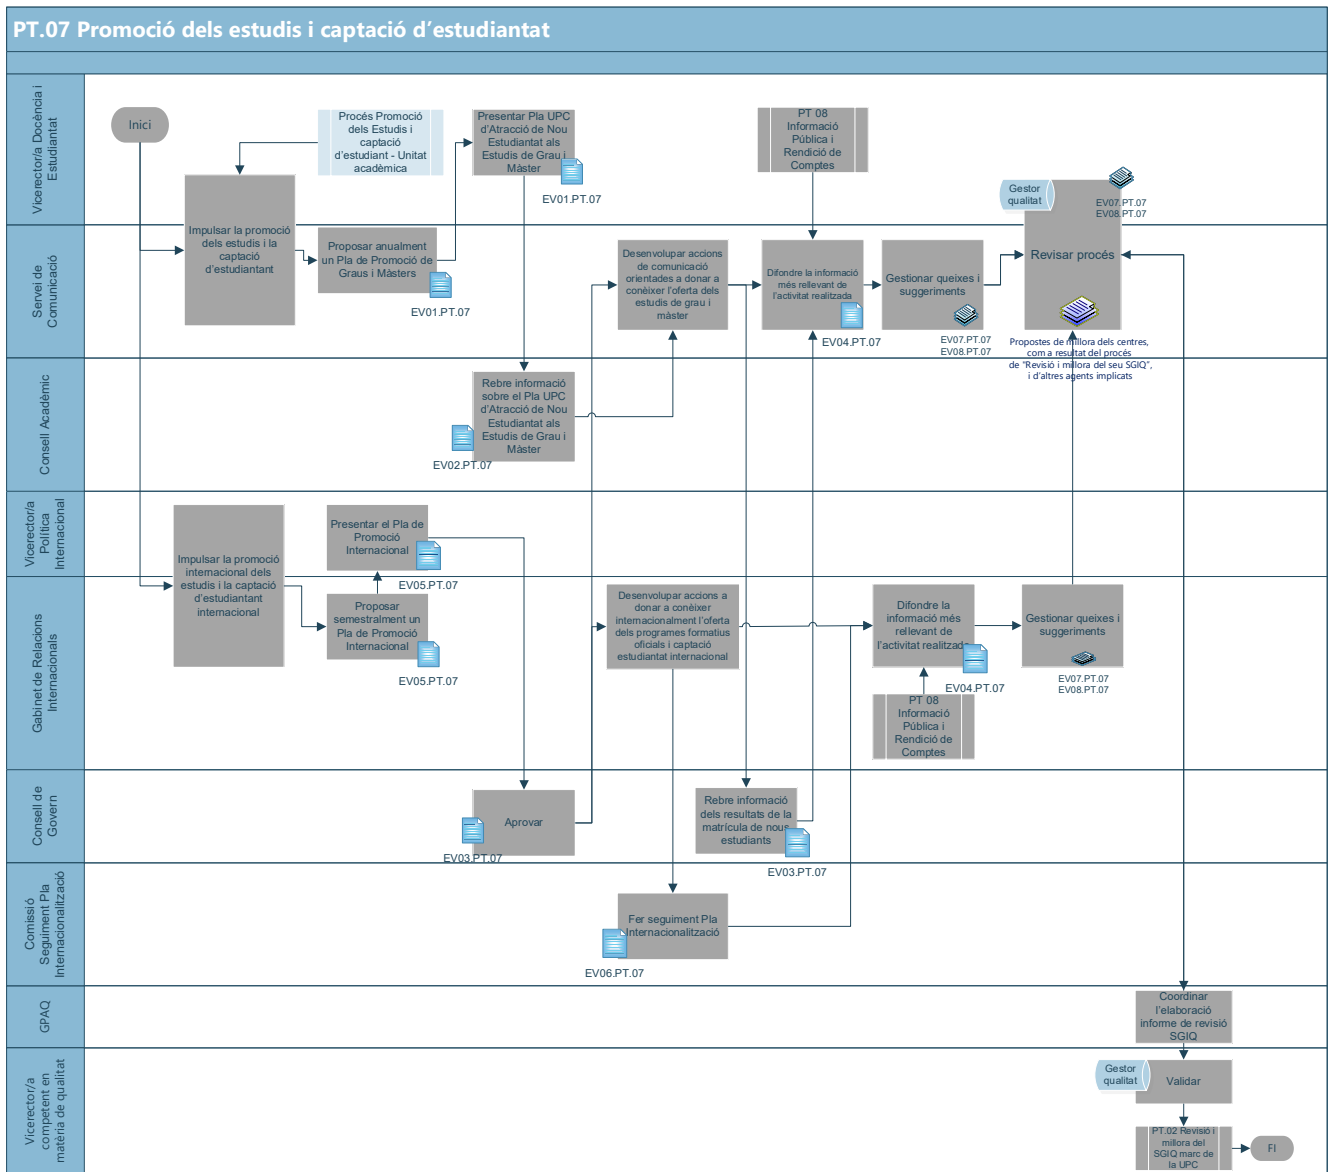 PT.07 Promoció dels estudis i captació d'estudiantat
Vicerector/a Docència i
Estudiantat
Inici
Procés Promoció
dels Estudis i
captació
d'estudiant - Unitat
acadèmica
Presentar Pla UPC
d'Atracció de Nou
Estudiantat als
Estudis de Grau i
Màster
EV01.PT.07
PT 08
Informació
Pública i
Rendició de
Comptes
Gestor
qualitat
EV07.PT.07
EV08.PT.07
Revisar procés
Propostes de millora dels centres,
com a resultat del procés
de "Revisió i millora del seu SGIQ",
i d'altres agents implicats
Servei de
Comunicació
Impulsar la promoció
dels estudis i la
captació
d'estudiantant
Proposar anualment
un Pla de Promoció de
Graus i Màsters
EV01.PT.07
Desenvolupar accions
de comunicació
orientades a donar a
conèixer l'oferta dels
estudis de grau i
màster
Difondre la informació
més rellevant de
l'activitat realitzada
EV04.PT.07
Gestionar queixes i
suggeriments
EV07.PT.07
EV08.PT.07
Consell Acadèmic
Rebre informació
sobre el Pla UPC
d'Atracció de Nou
Estudiantat als
Estudis de Grau i
Màster
EV02.PT.07
Vicerector/a
Política
Internacional
Impulsar la promoció
internacional dels
estudis i la captació
d'estudiantant
internacional
Presentar el Pla de
Promoció
Internacional
EV05.PT.07
Gabinet de Relacions
Internacionals
Proposar
semestralment un
Pla de Promoció
Internacional
EV05.PT.07
Desenvolupar accions a
donar a conèixer
internacionalment l'oferta
dels programes formatius
oficials i captació
estudiantat internacional
Difondre la
informació més
rellevant de
l'activitat realitzada
EV04.PT.07
PT 08
Informació
Pública i
Rendició de
Comptes
Gestionar queixes i
suggeriments
EV07.PT.07
EV08.PT.07
Consell de
Govern
Aprovar
EV03.PT.07
Rebre informació
dels resultats de la
matrícula de nous
estudiants
EV03.PT.07
Comissió
Seguiment Pla
Internacionalització
Fer seguiment Pla
Internacionalització
EV06.PT.07
GPAQ
Coordinar
l'elaboració
informe de revisió
SGIQ
Vicerector/a
competent en
matèria de qualitat
Gestor
qualitat
Validar
PT.02 Revisió i
millora del
SGIQ marc de
la UPC
FI